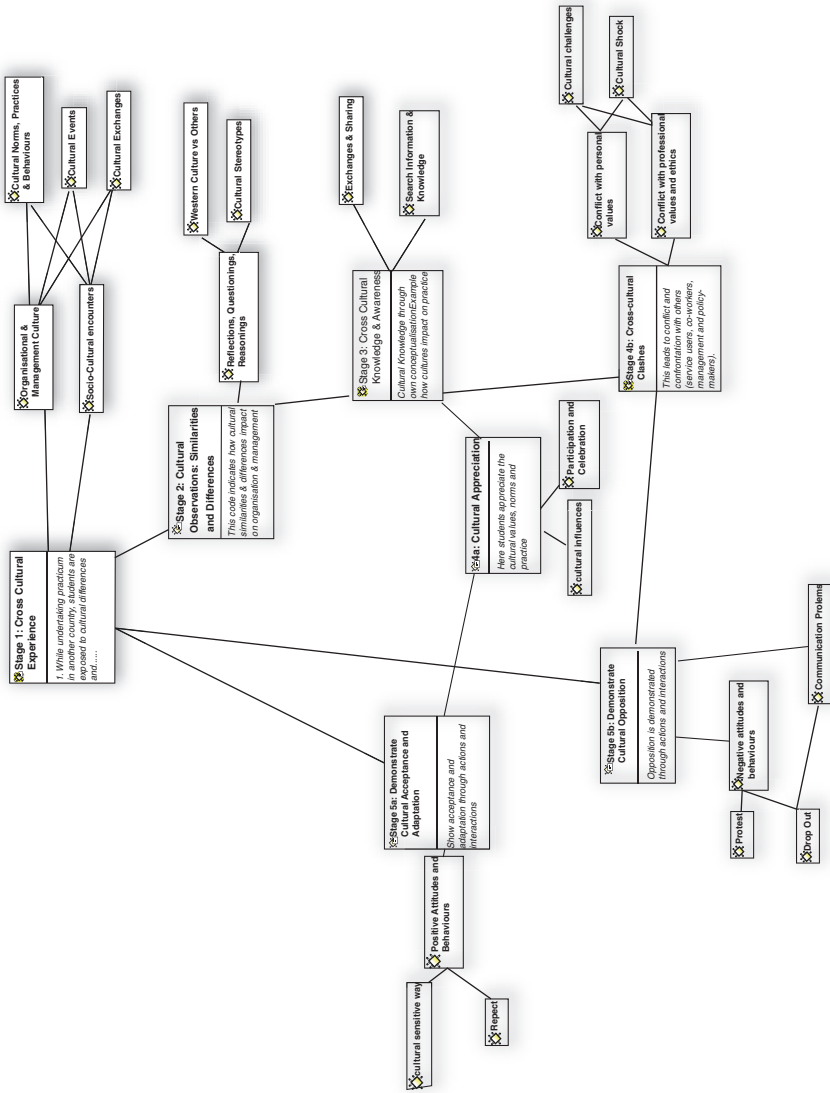 Stage 1: Cross Cultural
Experience
1. While undertaking practicum
in another country, students are
exposed to cultural differences
and......
Organisational &
Management Culture
Socio-Cultural encounters
Cultural Norms, Practices
& Behaviours
Cultural Events
Cultural Exchanges
Stage 2: Cultural
Observations: Similarities
and Differences
This code indicates how cultural
similarities & differences impact
on organisation & management
Reflections, Questionings,
Reasonings
Western Culture vs Others
Cultural Stereotypes
Stage 3: Cross Cultural
Knowledge & Awareness
Cultural Knowledge through
own conceptualisationExample
how cultures impact on practice
Exchanges & Sharing
Search Information &
Knowledge
4a: Cultural Appreciation
Here students appreciate the
cultural values, norms and
practice
cultural influences
Participation and
Celebration
Stage 4b: Cross-cultural
Clashes
This leads to conflict and
confrontation with others
(service users, co-workers,
management and policy-
makers),
Conflict with personal
values
Conflict with professional
values and ethics
Cultural challenges
Cultural Shock
Stage 5a: Demonstrate
Cultural Acceptance and
Adaptation
Show acceptance and
adaptation through actions and
interactions
Positive Attitudes and
Behaviours
cultural sensitive way
Repect
Stage 5b: Demonstrate
Cultural Opposition
Opposition is demonstrated
through actions and interactions
Negative attitudes and
behaviours
Protest
Drop Out
Communication Prolems